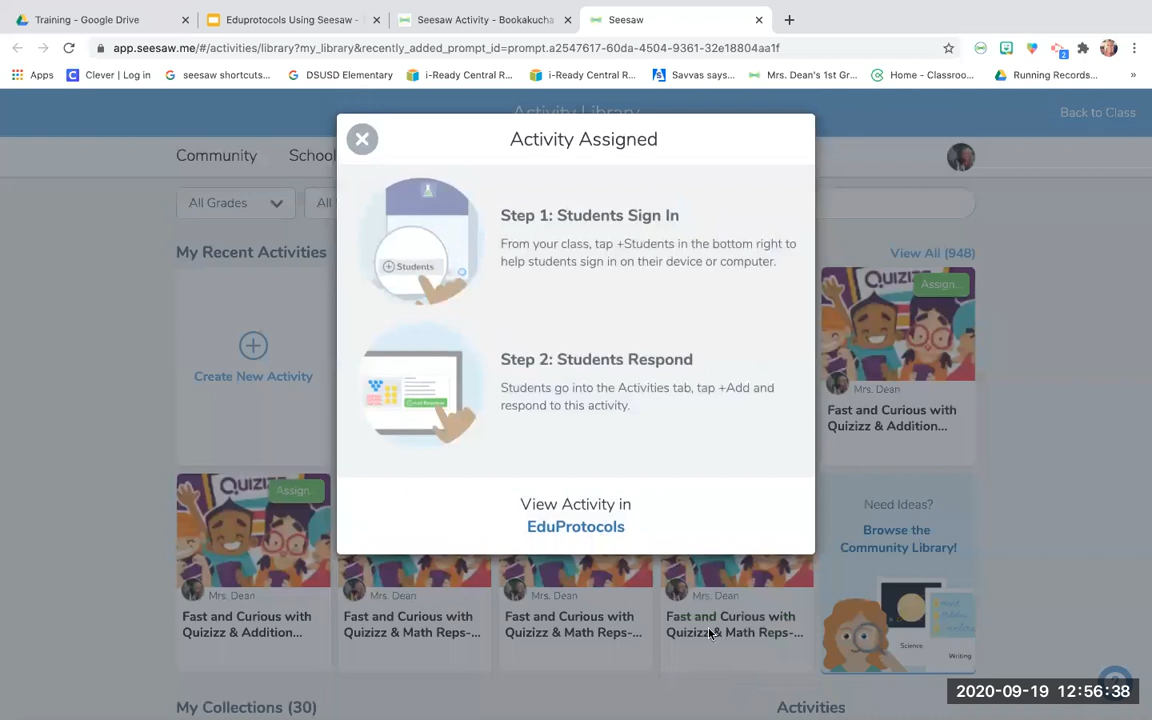 Training - Google Drive
Eduprotocols Using Seesaw -
Seesaw Activity - Bookakucha
Seesaw
app.seesaw.me/#/activities/library?my_library&recently_added_prompt_id=prompt.a2547617-60da-4504-9361-32e18804aa1f
2
Apps
Clever | Log in
seesaw shortcuts...
DSUSD Elementary
i-Ready Central R...
i-Ready Central R...
Savvas says...
Mrs. Dean's 1st Gr...
Home - Classroo...
Running Records...
»
Activity Library
Back to Class
Community
School
All Grades
All
My Recent Activities
View All (948)
Create New Activity
Activity Assigned
Students
Step 1: Students Sign In
From your class, tap +Students in the bottom right to
help students sign in on their device or computer.
Step 2: Students Respond
Students go into the Activities tab, tap +Add and
respond to this activity.
View Activity in
EduProtocols
Assign...
Mrs. Dean
Fast and Curious with
Quizizz & Addition...
QUIZIZZ
Assign...
Mrs. Dean
Fast and Curious with
Quizizz & Addition...
Mrs. Dean
Fast and Curious with
Quizizz & Math Reps-...
Mrs. Dean
Fast and Curious with
Quizizz & Math Reps-...
Mrs. Dean
Fast and Curious with
Quizizz & Math Reps-...
Need Ideas?
Browse the
Community Library!
Science
Writing
My Collections (30)
Activities
2020-09-19 12:56:38